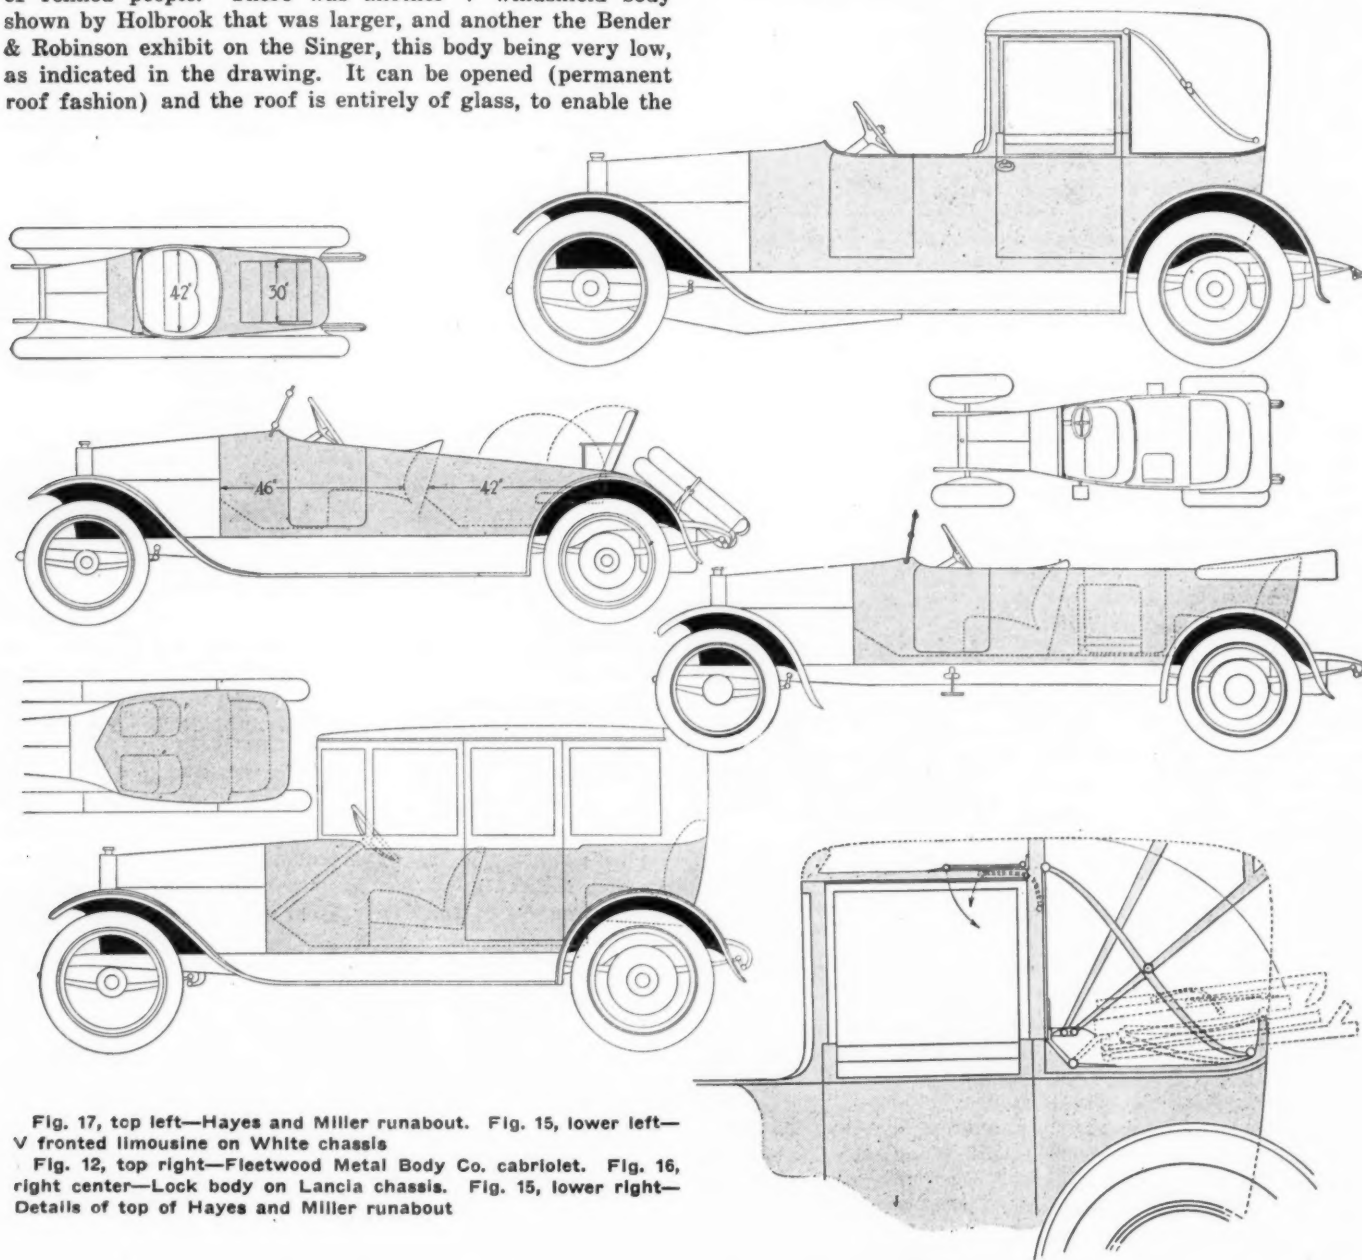 shown by Holbrook that was larger, and another the Bender
& Robinson exhibit on the Singer, this body being very low,
as indicated in the drawing. It can be opened (permanent
roof fashion) and the roof is entirely of glass, to enable the
42"
30"
46"
42"
Fig. 17, top left—Hayes and Miller runabout. Fig. 15, lower left—
V fronted limousine on White chassis
Fig. 12, top right—Fleetwood Metal Body Co. cabriolet. Fig. 16,
right center—Lock body on Lancia chassis. Fig. 15, lower right—
Details of top of Hayes and Miller runabout